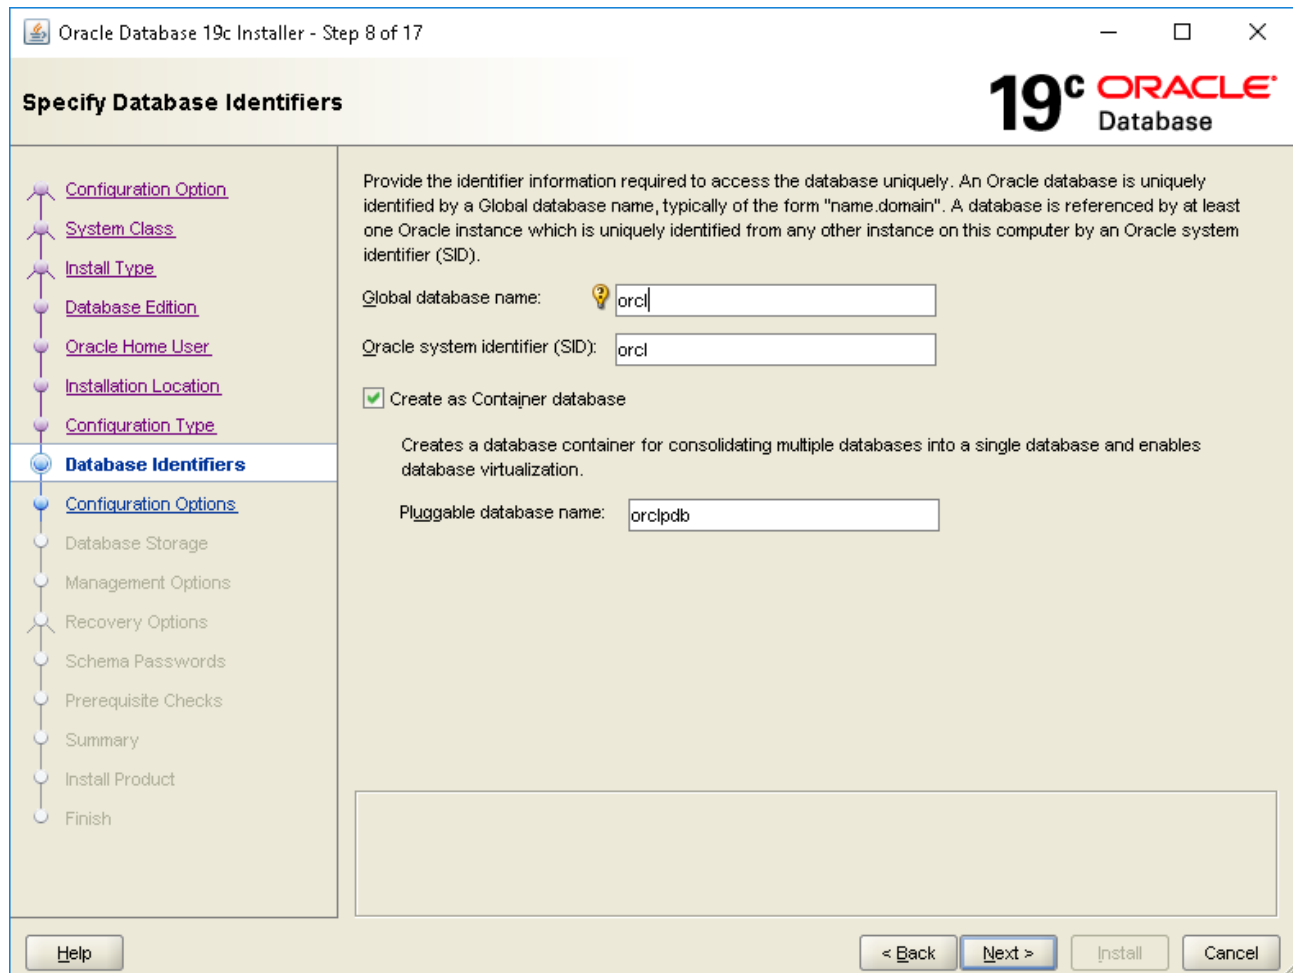 Oracle Database 19c Installer - Step 8 of 17
Specify Database Identifiers
19c ORACLE
Database
Configuration Option
System Class
Install Type
Database Edition
Oracle Home User
Installation Location
Configuration Type
Database Identifiers
Configuration Options
Database Storage
Management Options
Recovery Options
Schema Passwords
Prerequisite Checks
Summary
Install Product
Finish
Provide the identifier information required to access the database uniquely. An Oracle database is uniquely
identified by a Global database name, typically of the form "name.domain". A database is referenced by at least
one Oracle instance which is uniquely identified from any other instance on this computer by an Oracle system
identifier (SID).
Global database name: orcl
Oracle system identifier (SID): orcl
Create as Container database
Creates a database container for consolidating multiple databases into a single database and enables
database virtualization.
Pluggable database name: orclpdb
Help
< Back
Next >
Install
Cancel